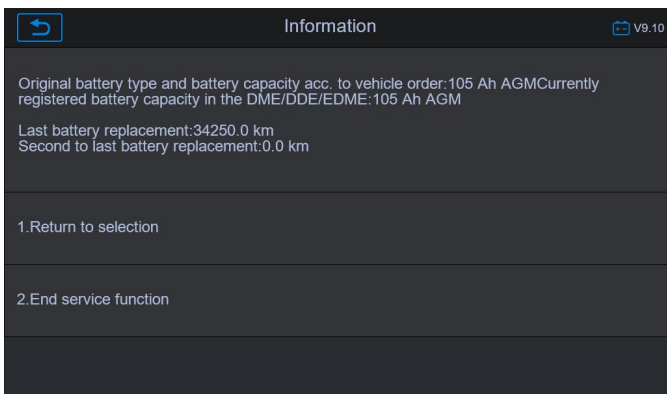 Information
V9.10
Original battery type and battery capacity acc. to vehicle order:105 Ah AGMCurrently
registered battery capacity in the DME/DDE/EDME:105 Ah AGM
Last battery replacement:34250.0 km
Second to last battery replacement:0.0 km
1.Return to selection
2.End service function